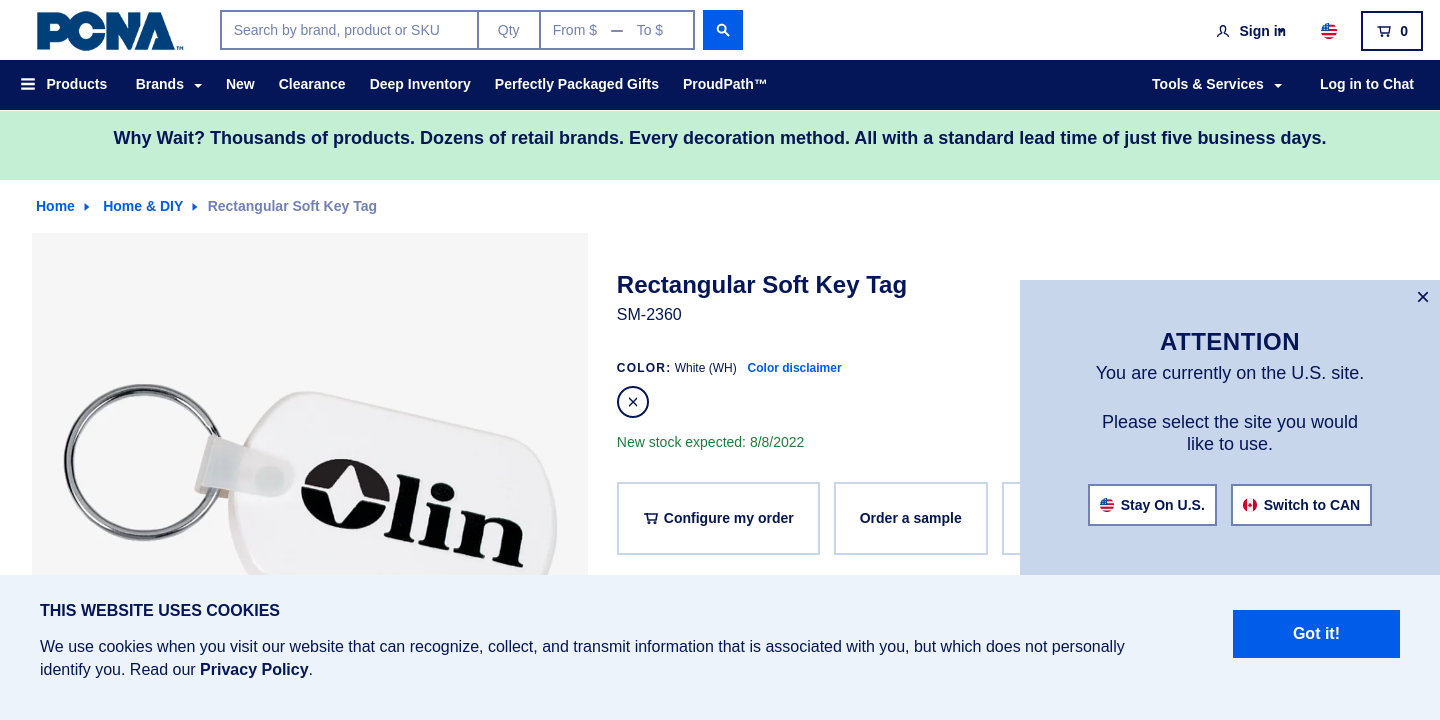 PCNA™
Search by brand, product or SKU
Qty
From $ — To $
Sign in
0
Products
Brands
New
Clearance
Deep Inventory
Perfectly Packaged Gifts
ProudPath™
Tools & Services
Log in to Chat
Why Wait? Thousands of products. Dozens of retail brands. Every decoration method. All with a standard lead time of just five business days.
Home
Home & DIY
Rectangular Soft Key Tag
Olin
Rectangular Soft Key Tag
SM-2360
COLOR: White (WH) Color disclaimer
New stock expected: 8/8/2022
Configure my order
Order a sample
ATTENTION
You are currently on the U.S. site.
Please select the site you would
like to use.
Stay On U.S.
Switch to CAN
THIS WEBSITE USES COOKIES
We use cookies when you visit our website that can recognize, collect, and transmit information that is associated with you, but which does not personally
identify you. Read our Privacy Policy.
Got it!